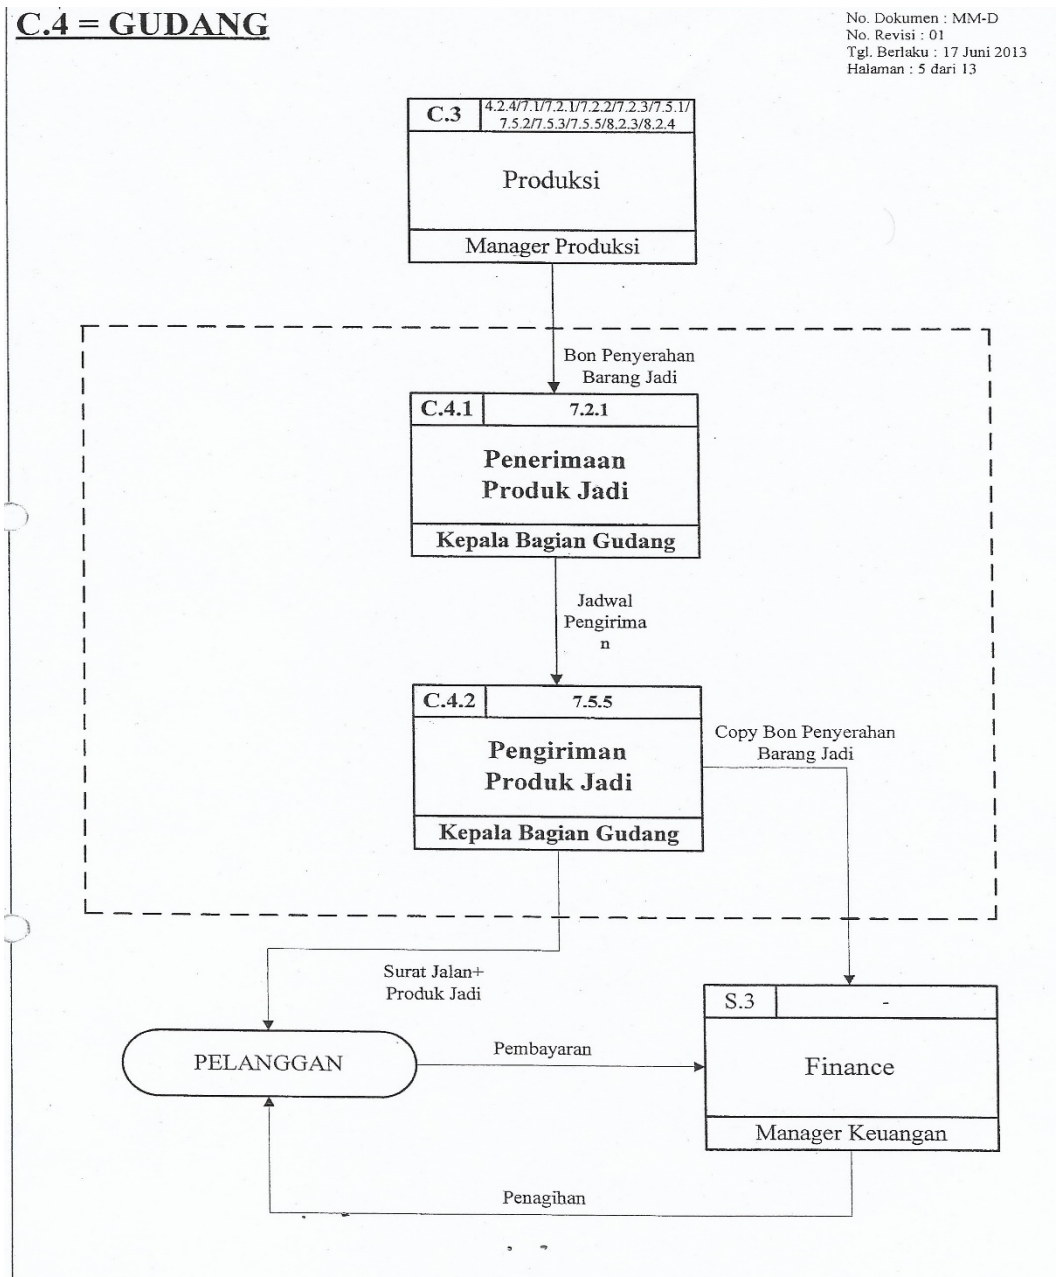 C.4 = GUDANG
No. Dokumen : MM-D
No. Revisi : 01
Tgl. Berlaku : 17 Juni 2013
Halaman : 5 dari 13
C.3
4.2.4/7.1/7.2.1/7.2.2/7.2.3/7.5.1/
7.5.2/7.5.3/7.5.5/8.2.3/8.2.4
Produksi
Manager Produksi
Bon Penyerahan
Barang Jadi
C.4.1
7.2.1
Penerimaan
Produk Jadi
Kepala Bagian Gudang
Jadwal
Pengirima
n
C.4.2
7.5.5
Pengiriman
Produk Jadi
Kepala Bagian Gudang
Copy Bon Penyerahan
Barang Jadi
Surat Jalan+
Produk Jadi
S.3
-
PELANGGAN
Pembayaran
Finance
Manager Keuangan
Penagihan